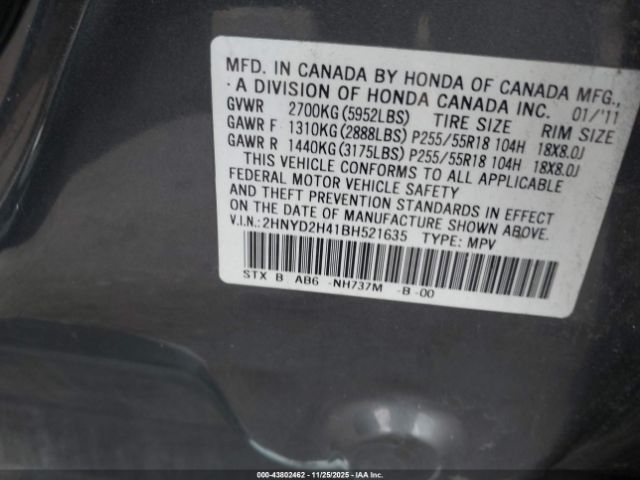 MFD. IN CANADA BY HONDA OF CANADA MFG.,
A DIVISION OF HONDA CANADA INC. 01/'11
GVWR 2700KG (5952LBS) TIRE SIZE RIM SIZE
GAWR F 1310KG (2888LBS) P255/55R18 104H 18X8.0J
GAWR R 1440KG (3175LBS) P255/55R18 104H 18X8.0J
THIS VEHICLE CONFORMS TO ALL APPLICABLE
FEDERAL MOTOR VEHICLE SAFETY
AND THEFT PREVENTION STANDARDS IN EFFECT
ON THE DATE OF MANUFACTURE SHOWN ABOVE.
V.I.N.: 2HNYD2H41BH521635 TYPE: MPV
STX B AB6 -NH737M -B -00
000-43802462 - 11/25/2025 - IAA Inc.